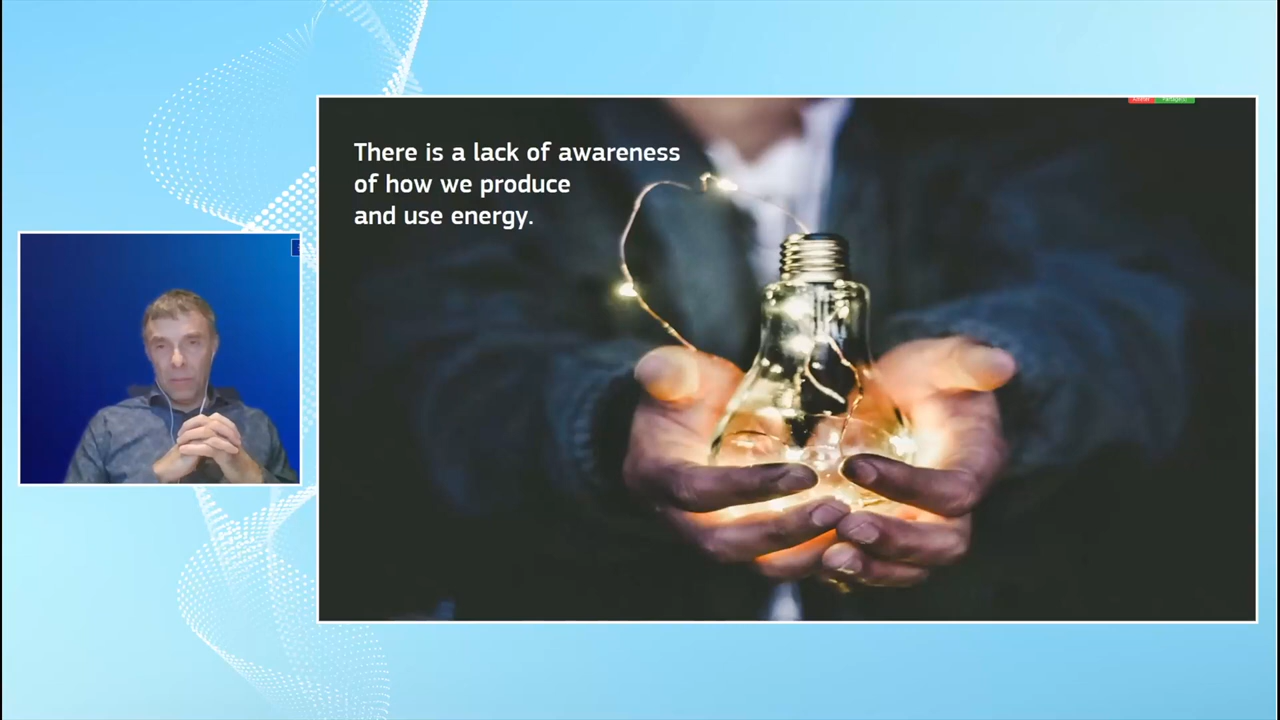 There is a lack of awareness
of how we produce
and use energy.